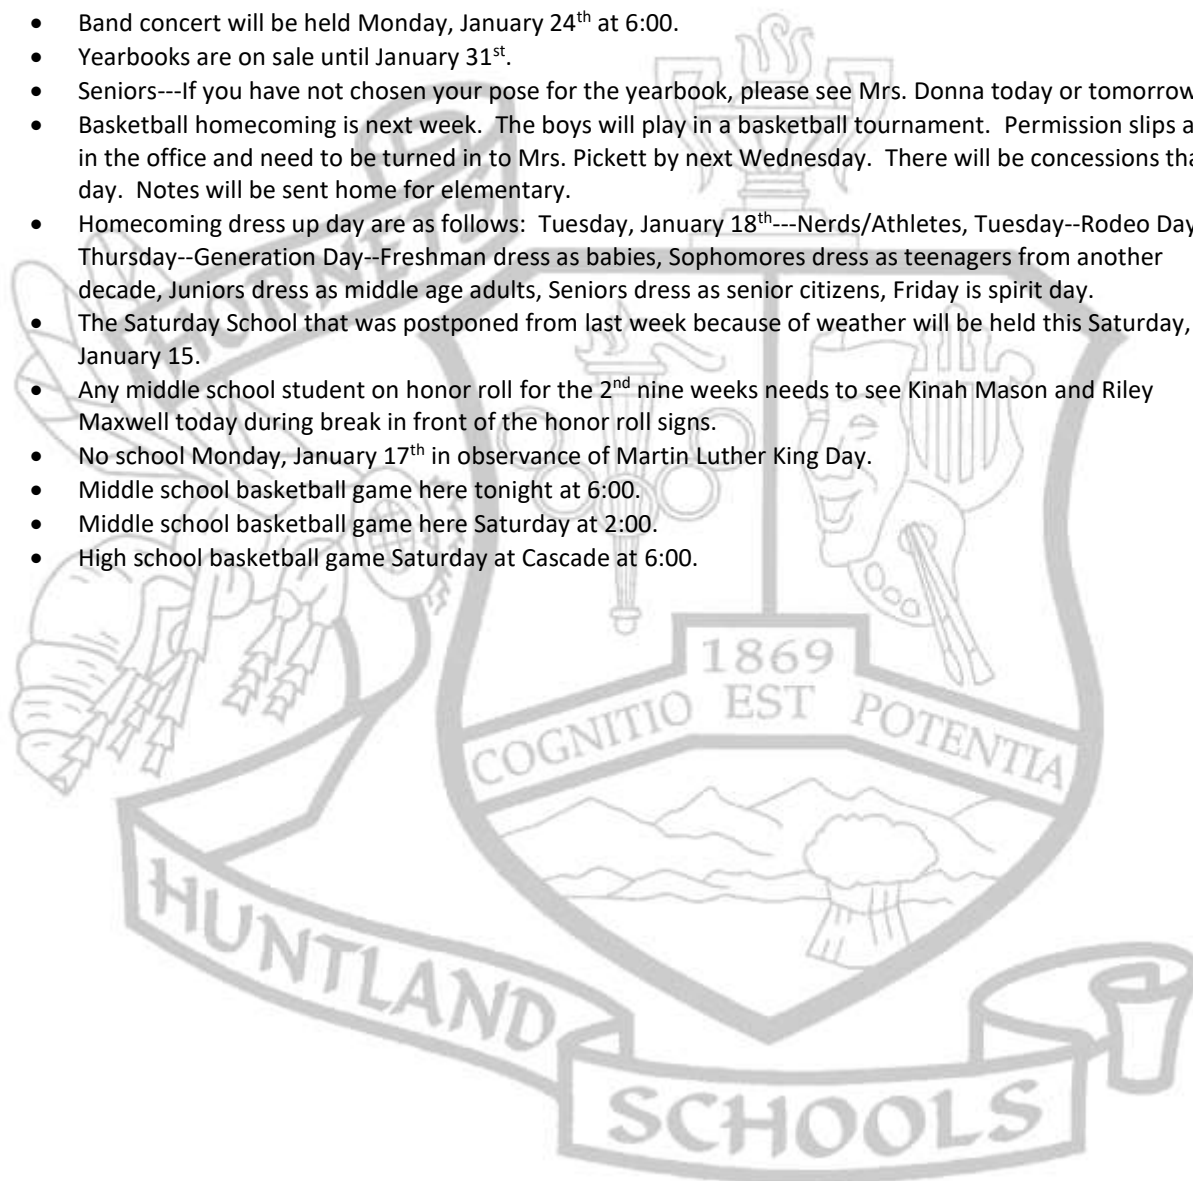 • Band concert will be held Monday, January 24th at 6:00.
• Yearbooks are on sale until January 31st.
• Seniors---If you have not chosen your pose for the yearbook, please see Mrs. Donna today or tomorrow
• Basketball homecoming is next week. The boys will play in a basketball tournament. Permission slips a
in the office and need to be turned in to Mrs. Pickett by next Wednesday. There will be concessions tha
day. Notes will be sent home for elementary.
• Homecoming dress up day are as follows: Tuesday, January 18th---Nerds/Athletes, Tuesday--Rodeo Day
Thursday--Generation Day--Freshman dress as babies, Sophomores dress as teenagers from another
decade, Juniors dress as middle age adults, Seniors dress as senior citizens, Friday is spirit day.
• The Saturday School that was postponed from last week because of weather will be held this Saturday,
January 15.
• Any middle school student on honor roll for the 2nd nine weeks needs to see Kinah Mason and Riley
Maxwell today during break in front of the honor roll signs.
• No school Monday, January 17th in observance of Martin Luther King Day.
• Middle school basketball game here tonight at 6:00.
• Middle school basketball game here Saturday at 2:00.
• High school basketball game Saturday at Cascade at 6:00.
HORNETS
1869
COGNITIO EST POTENTIA
HUNTLAND
SCHOOLS